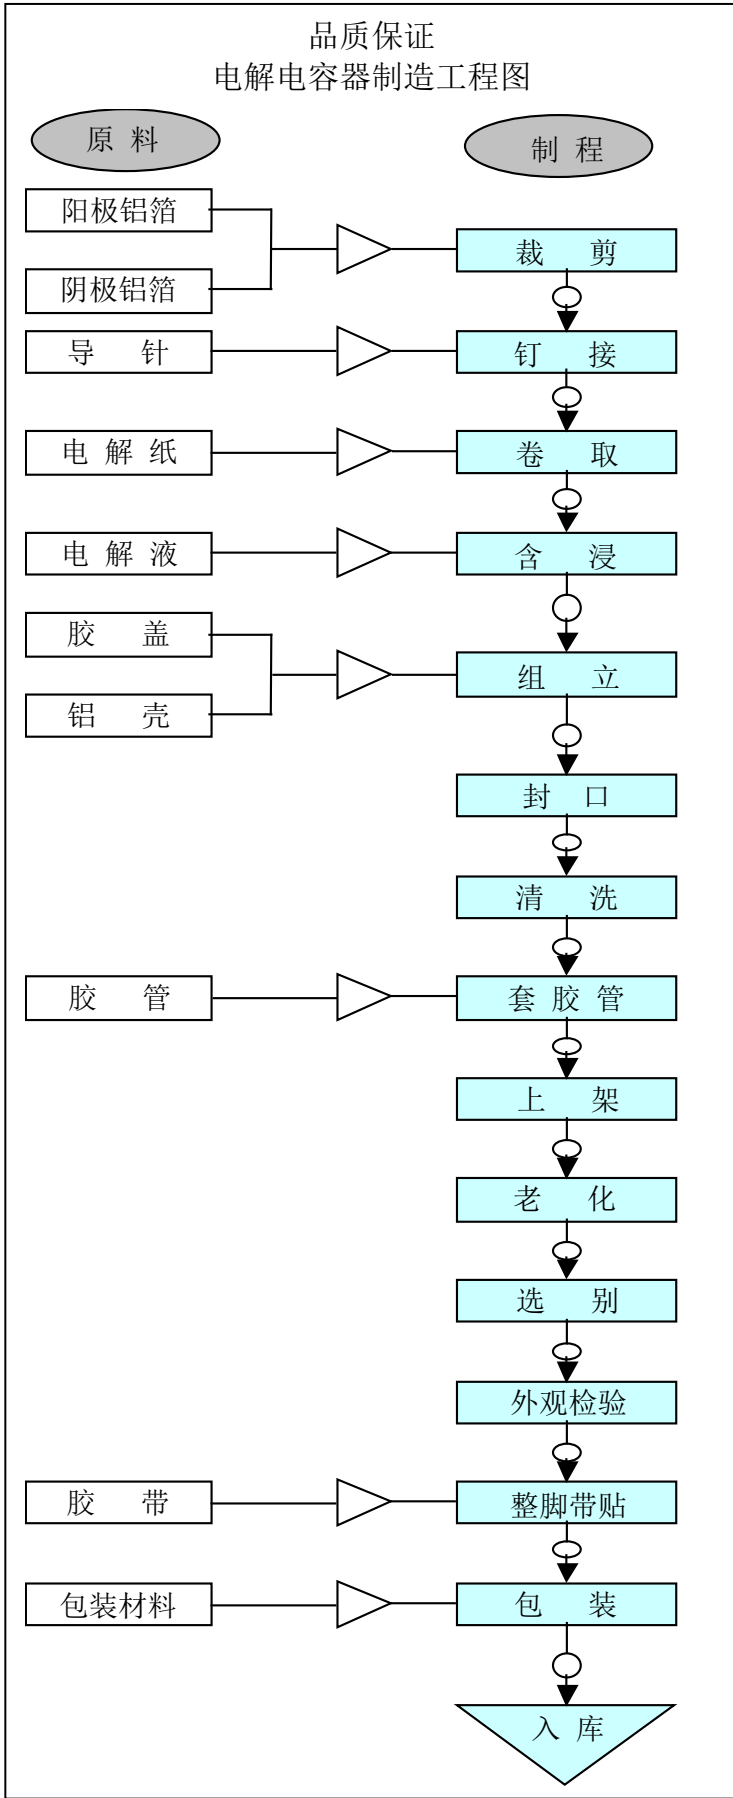 品质保证
电解电容器制造工程图
原 料
制 程
阳极铝箔
阴极铝箔
裁 剪
导 针
钉 接
电 解 纸
卷 取
电 解 液
含 浸
胶 盖
铝 壳
组 立
封 口
清 洗
胶 管
套 胶 管
上 架
老 化
选 别
外观检验
胶 带
整脚带贴
包装材料
包 装
入 库